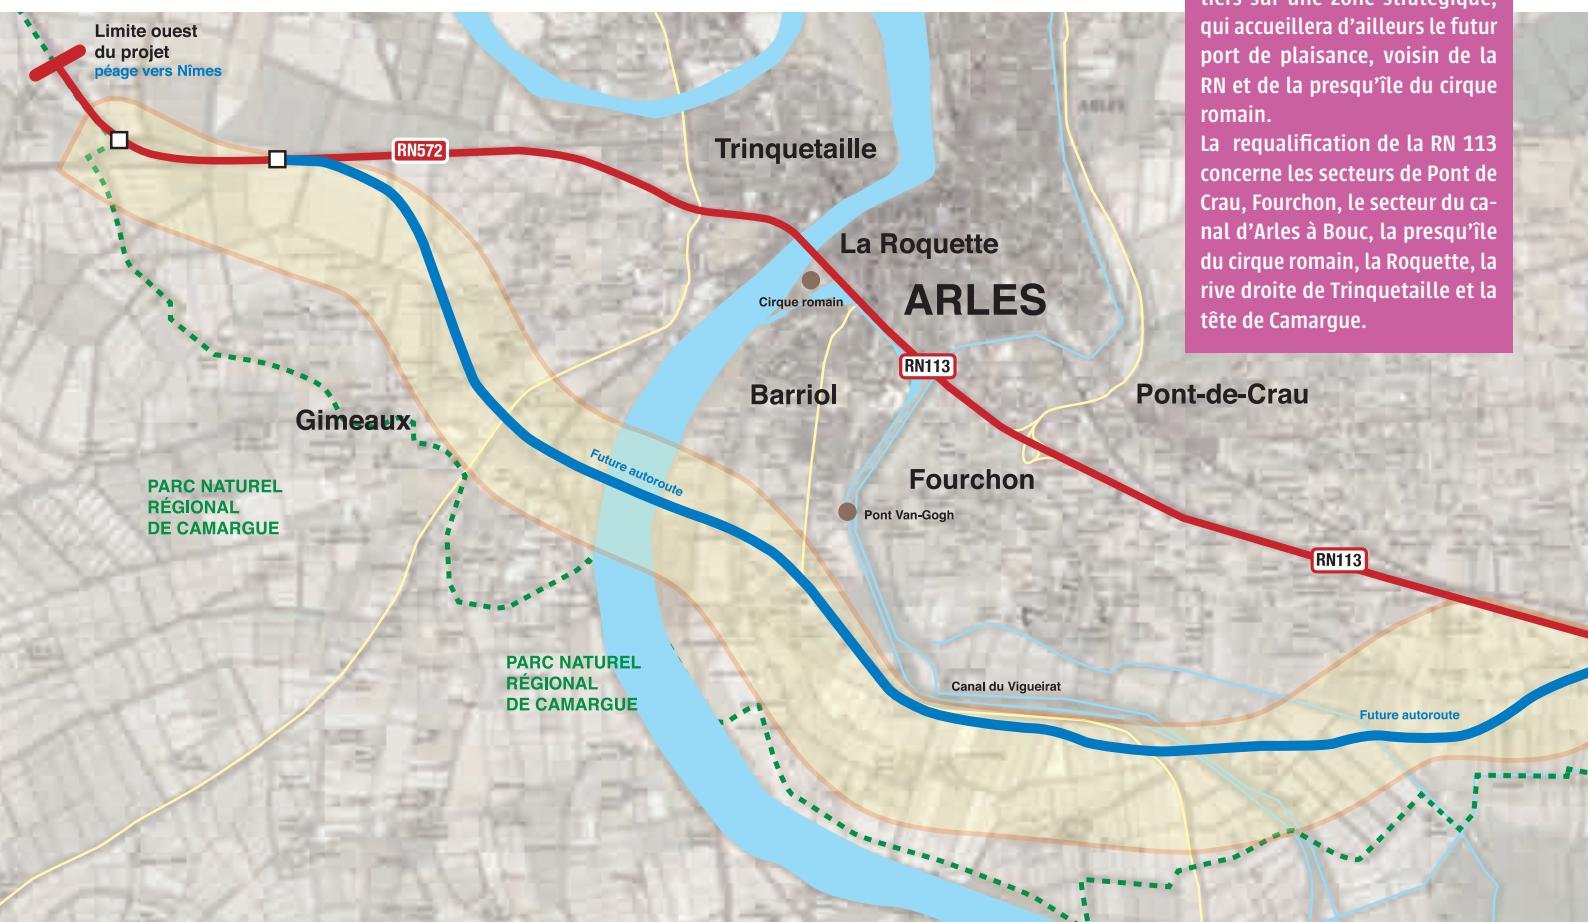 Limite ouest
du projet
péage vers Nîmes
RN572
Trinquetaille
La Roquette
Cirque romain
ARLES
RN113
Barriol
Pont-de-Crau
Gimeaux
Future autoroute
Fourchon
PARC NATUREL
RÉGIONAL
DE CAMARGUE
Pont Van-Gogh
RN113
PARC NATUREL
RÉGIONAL
DE CAMARGUE
Canal du Vigueirat
Future autoroute
tiers sur une zone stratégique,
qui accueillera d'ailleurs le futur
port de plaisance, voisin de la
RN et de la presqu'île du cirque
romain.
La requalification de la RN 113
concerne les secteurs de Pont de
Crau, Fourchon, le secteur du ca-
nal d'Arles à Bouc, la presqu'île
du cirque romain, la Roquette, la
rive droite de Trinquetaille et la
tête de Camargue.